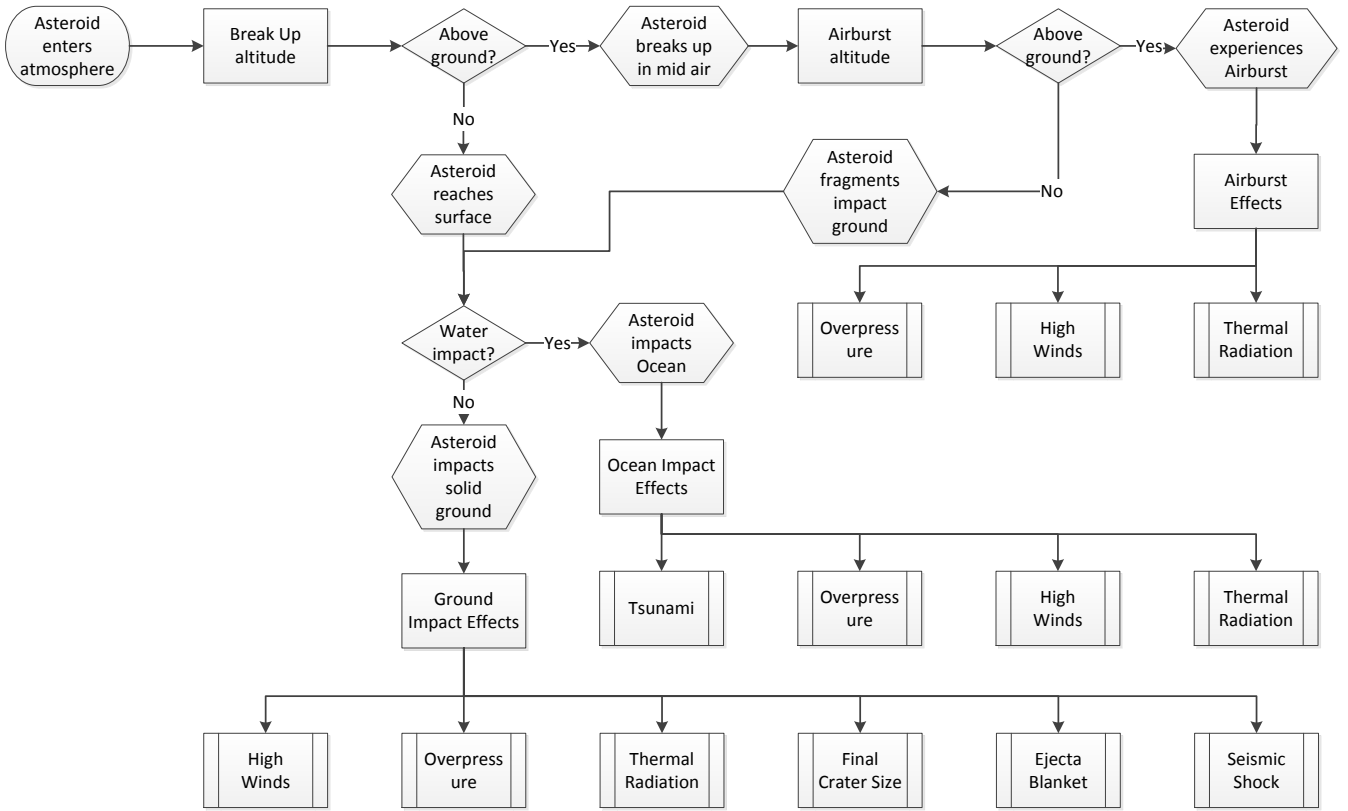 Asteroid
enters
atmosphere
Break Up
altitude
Above
ground?
Yes
Asteroid
breaks up
in mid air
Airburst
altitude
Above
ground?
Yes
Asteroid
experiences
Airburst
No
No
Asteroid
reaches
surface
Asteroid
fragments
impact
ground
Airburst
Effects
Overpress
ure
High
Winds
Thermal
Radiation
Water
impact?
Yes
Asteroid
impacts
Ocean
No
Asteroid
impacts
solid
ground
Ocean Impact
Effects
Tsunami
Overpress
ure
High
Winds
Thermal
Radiation
Ground
Impact Effects
High
Winds
Overpress
ure
Thermal
Radiation
Final
Crater Size
Ejecta
Blanket
Seismic
Shock